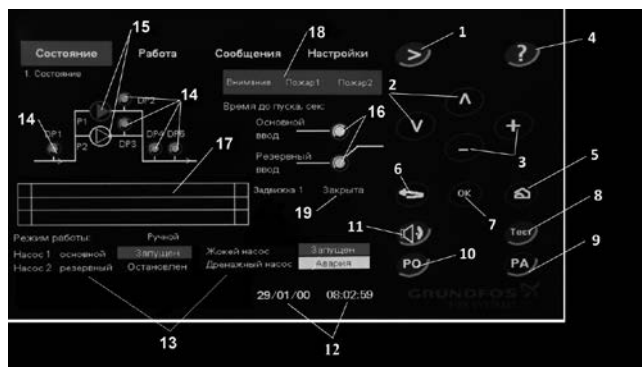 15 18 1 4
Состояние Работа Сообщения Настройки
> ?
1. Состояние
Внимание Пожар1 Пожар2
14 DP1 P1 P2 DP2 DP3 DP4 DP5 14
Время до пуска, сек:
Основной ввод
Резервный ввод
16
2 3
+ −
17
Задвижка 1 Закрыта
19
6 OK 7 5
11 Тест 8
PO 10 PA 9
Режим работы: Ручной
Насос 1 основной Запущен
Насос 2 резервный Остановлен
Жокей насос Запущен
Дренажный насос Авария
29/01/00 08:02:59
GRUNDFOS
13 12